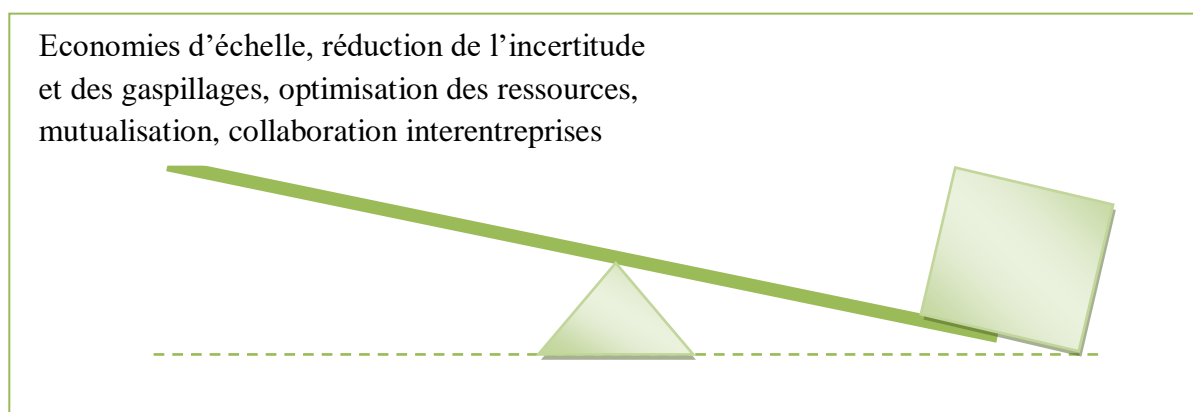 Economies d’échelle, réduction de l’incertitude
et des gaspillages, optimisation des ressources,
mutualisation, collaboration interentreprises